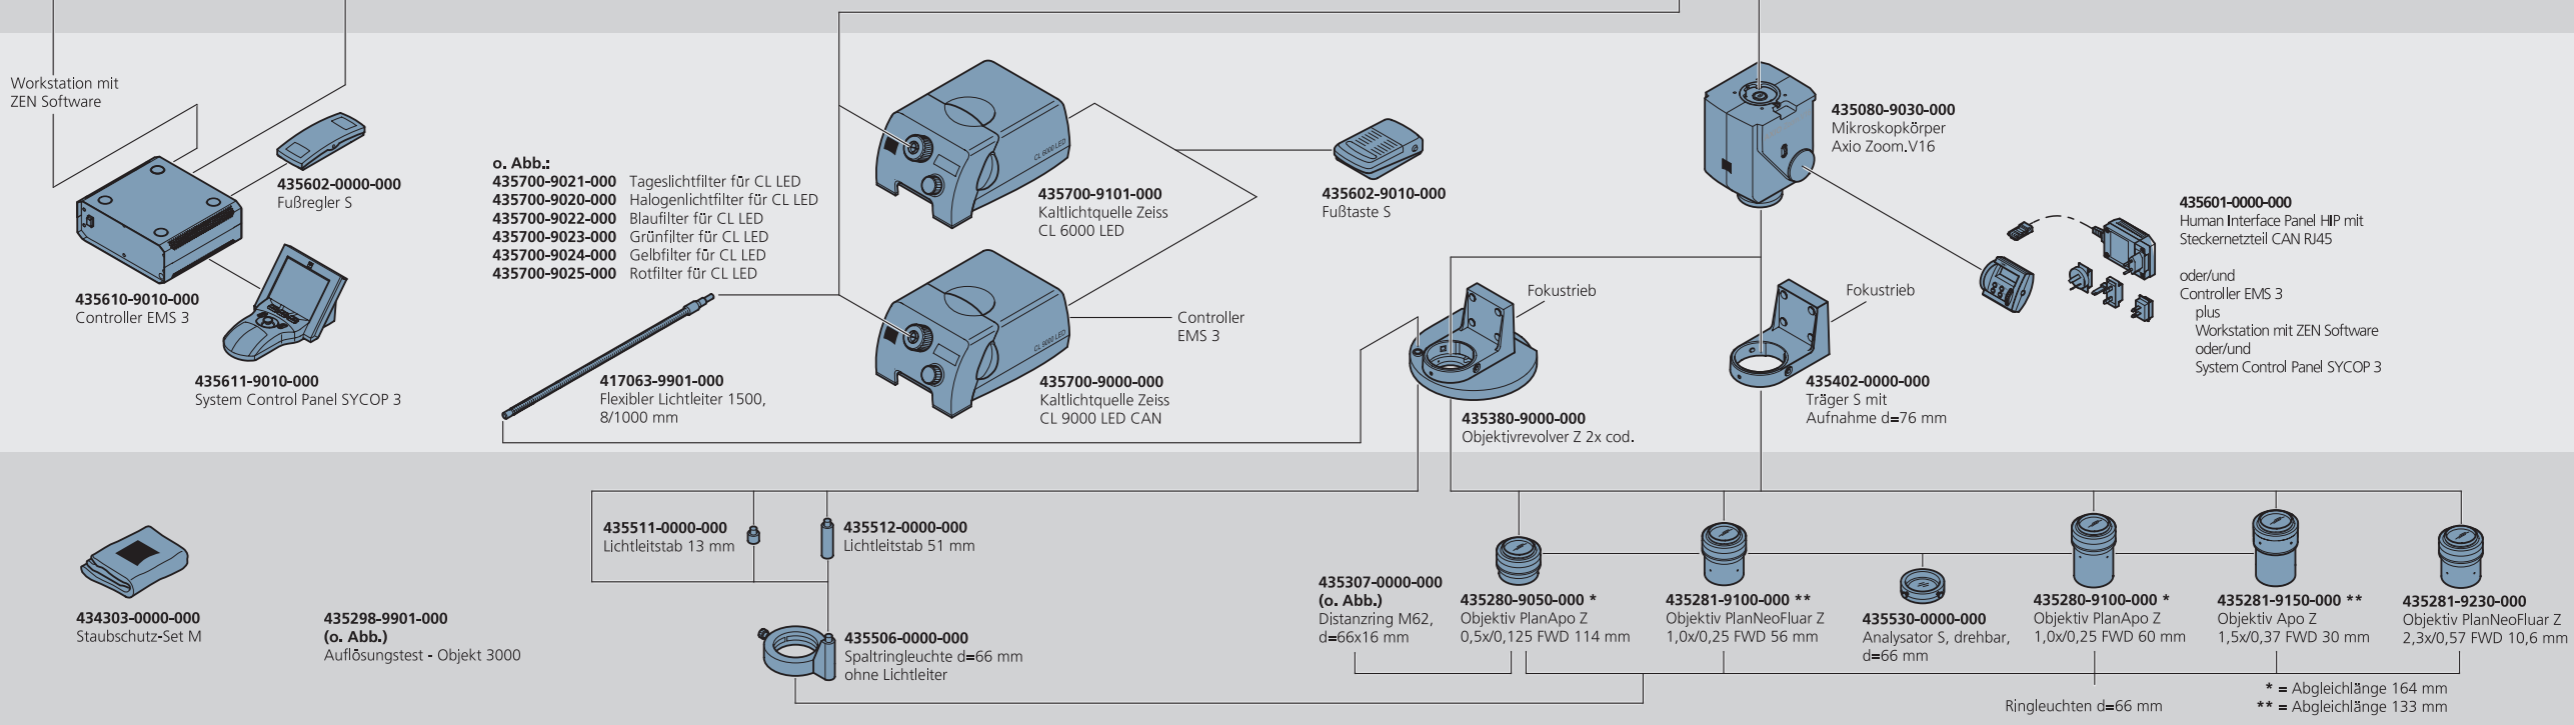 Workstation mit
ZEN Software
435602-0000-000
Fußregler S
435610-9010-000
Controller EMS 3
435611-9010-000
System Control Panel SYCOP 3
o. Abb.:
435700-9021-000 Tageslichtfilter für CL LED
435700-9020-000 Halogenlichtfilter für CL LED
435700-9022-000 Blaufilter für CL LED
435700-9023-000 Grünfilter für CL LED
435700-9024-000 Gelbfilter für CL LED
435700-9025-000 Rotfilter für CL LED
417063-9901-000
Flexibler Lichtleiter 1500,
8/1000 mm
CL 6000 LED
435700-9101-000
Kaltlichtquelle Zeiss
CL 6000 LED
435602-9010-000
Fußtaste S
CL 9000 LED
Controller
EMS 3
435700-9000-000
Kaltlichtquelle Zeiss
CL 9000 LED CAN
435080-9030-000
Mikroskopkörper
Axio Zoom.V16
435601-0000-000
Human Interface Panel HIP mit
Steckernetzteil CAN RJ45
oder/und
Controller EMS 3
plus
Workstation mit ZEN Software
oder/und
System Control Panel SYCOP 3
Fokustrieb
435380-9000-000
Objektivrevolver Z 2x cod.
Fokustrieb
435402-0000-000
Träger S mit
Aufnahme d=76 mm
434303-0000-000
Staubschutz-Set M
435298-9901-000
(o. Abb.)
Auflösungstest - Objekt 3000
435511-0000-000
Lichtleitstab 13 mm
435512-0000-000
Lichtleitstab 51 mm
435506-0000-000
Spaltringleuchte d=66 mm
ohne Lichtleiter
435307-0000-000
(o. Abb.)
Distanzring M62,
d=66x16 mm
435280-9050-000 *
Objektiv PlanApo Z
0,5x/0,125 FWD 114 mm
435281-9100-000 **
Objektiv PlanNeoFluar Z
1,0x/0,25 FWD 56 mm
435530-0000-000
Analysator S, drehbar,
d=66 mm
435280-9100-000 *
Objektiv PlanApo Z
1,0x/0,25 FWD 60 mm
435281-9150-000 **
Objektiv Apo Z
1,5x/0,37 FWD 30 mm
435281-9230-000
Objektiv PlanNeoFluar Z
2,3x/0,57 FWD 10,6 mm
Ringleuchten d=66 mm
* = Abgleichlänge 164 mm
** = Abgleichlänge 133 mm